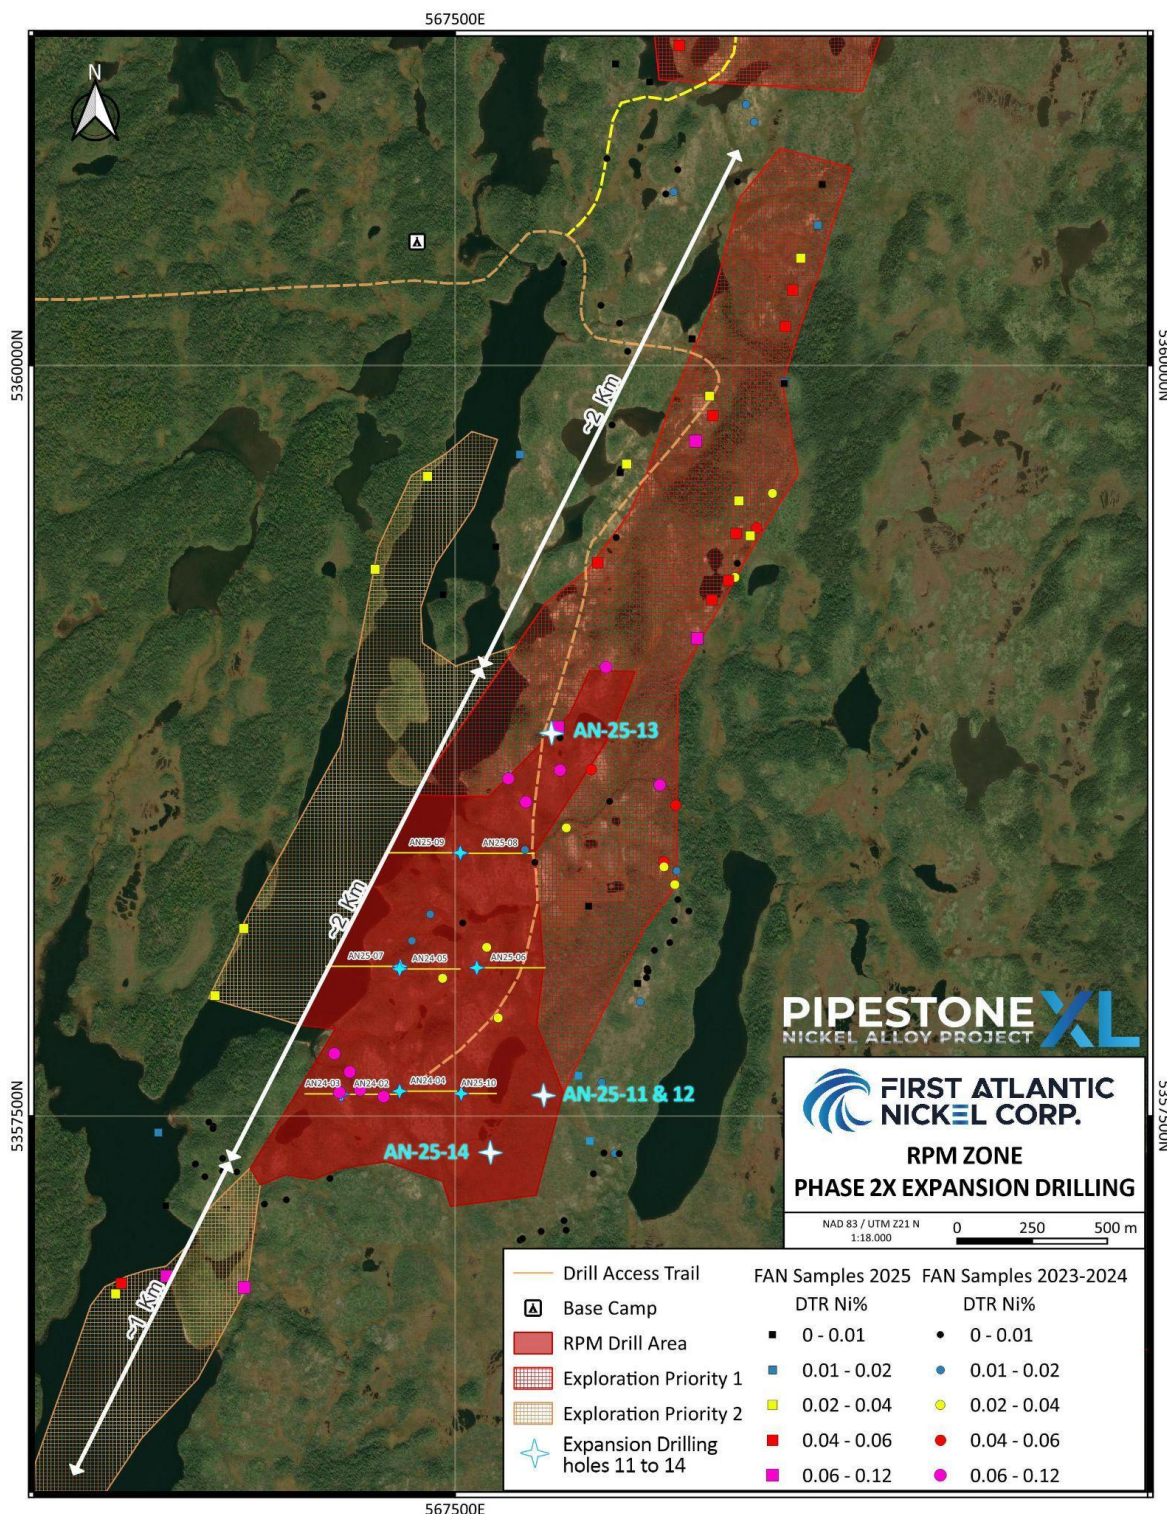 567500E
N
5360000N
5360000N
~2 Km
AN-25-13
AN25-09
AN25-08
~2 Km
AN25-07
AN24-05
AN25-06
PIPESTONE XL
NICKEL ALLOY PROJECT
AN24-03
AN24-02
AN24-04
AN25-10
AN-25-11 & 12
5357500N
5357500N
AN-25-14
FIRST ATLANTIC
NICKEL CORP.
RPM ZONE
PHASE 2X EXPANSION DRILLING
NAD 83 / UTM Z21 N
1:18.000
0 250 500 m
~1 Km
Drill Access Trail
Base Camp
RPM Drill Area
Exploration Priority 1
Exploration Priority 2
Expansion Drilling
holes 11 to 14
FAN Samples 2025
DTR Ni%
0 - 0.01
0.01 - 0.02
0.02 - 0.04
0.04 - 0.06
0.06 - 0.12
FAN Samples 2023-2024
DTR Ni%
0 - 0.01
0.01 - 0.02
0.02 - 0.04
0.04 - 0.06
0.06 - 0.12
567500E